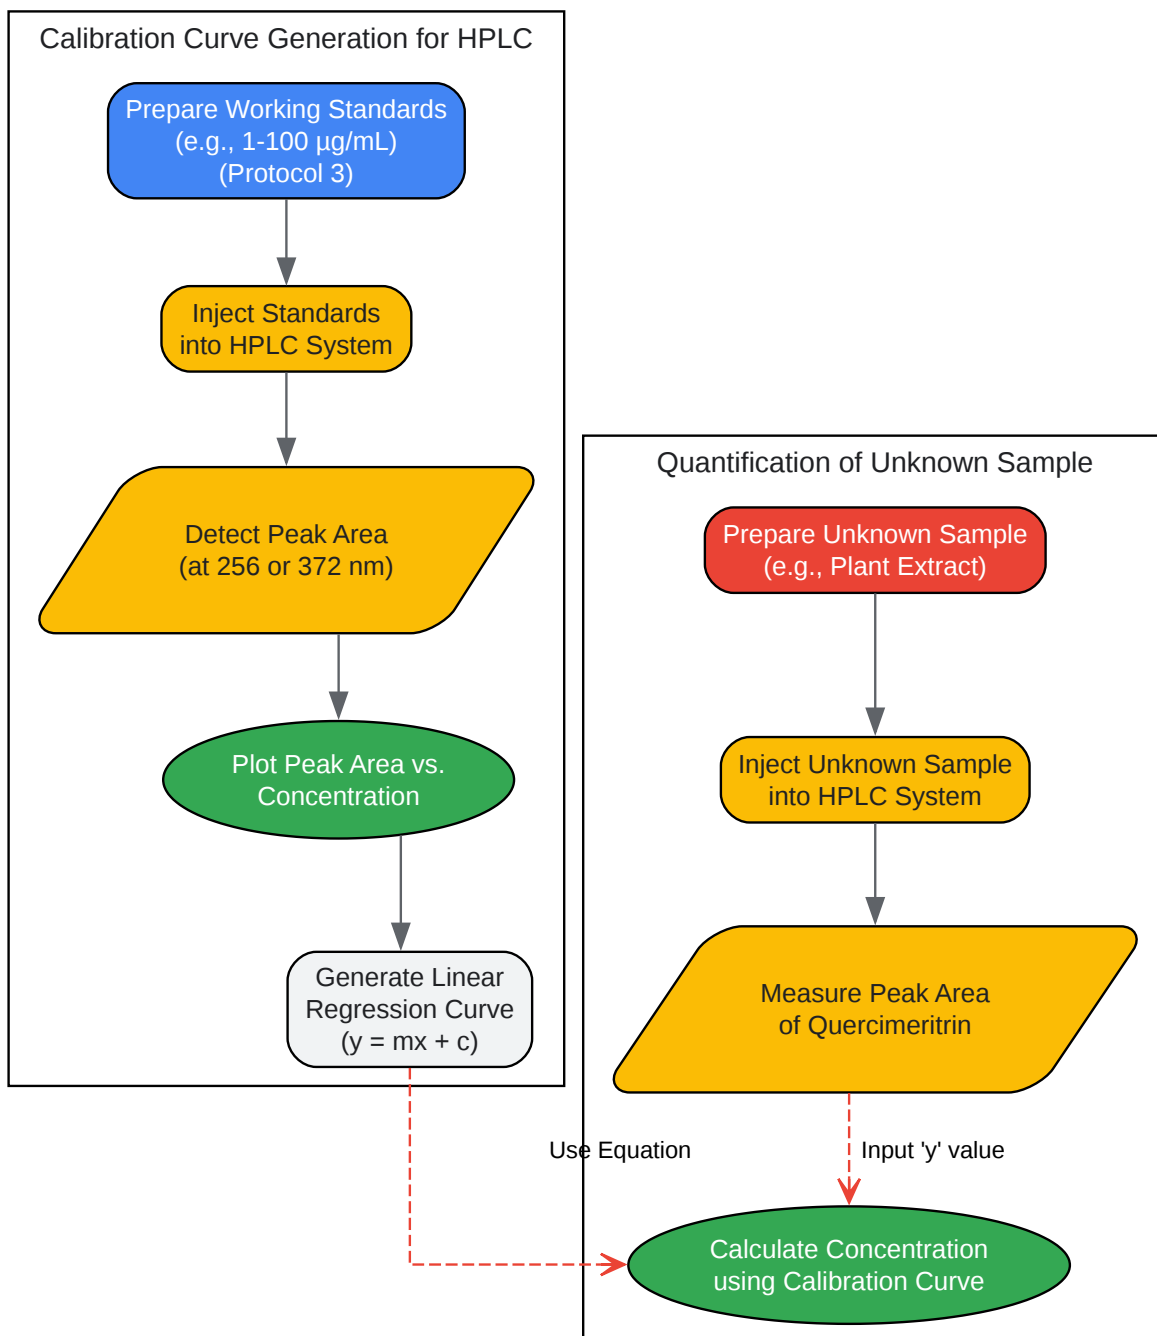 Calibration Curve Generation for HPLC
Prepare Working Standards
(e.g., 1-100 µg/mL)
(Protocol 3)
Inject Standards
into HPLC System
Detect Peak Area
(at 256 or 372 nm)
Plot Peak Area vs.
Concentration
Generate Linear
Regression Curve
(y = mx + c)
Use Equation
Quantification of Unknown Sample
Prepare Unknown Sample
(e.g., Plant Extract)
Inject Unknown Sample
into HPLC System
Measure Peak Area
of Quercimeritrin
Input 'y' value
Calculate Concentration
using Calibration Curve